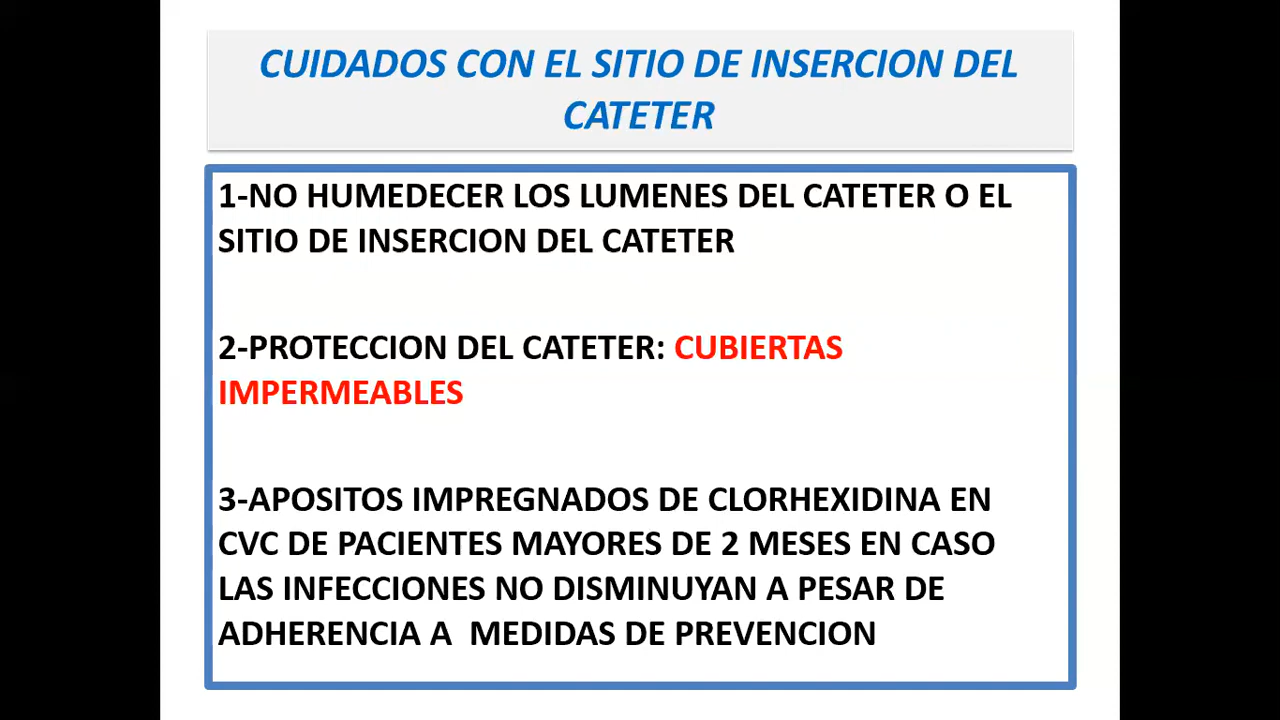 CUIDADOS CON EL SITIO DE INSERCION DEL
CATETER
1-NO HUMEDECER LOS LUMENES DEL CATETER O EL
SITIO DE INSERCION DEL CATETER
2-PROTECCION DEL CATETER: CUBIERTAS
IMPERMEABLES
3-APOSITOS IMPREGNADOS DE CLORHEXIDINA EN
CVC DE PACIENTES MAYORES DE 2 MESES EN CASO
LAS INFECCIONES NO DISMINUYAN A PESAR DE
ADHERENCIA A  MEDIDAS DE PREVENCION